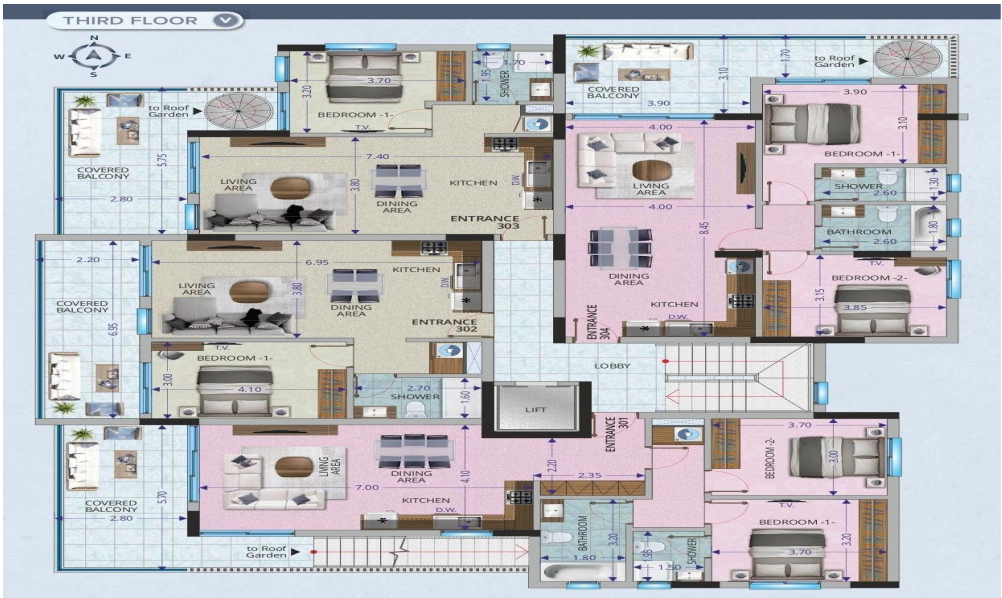 THIRD FLOOR
N
W E
S
to Roof
Garden
COVERED
BALCONY
5.75
2.80
3.20
3.70
BEDROOM -1-
T.V.
1.95
SHOWER
1.70
7.40
LIVING
AREA
3.80
DINING
AREA
KITCHEN
D.W.
ENTRANCE
303
COVERED
BALCONY
3.90
3.10
1.70
to Roof
Garden
4.00
LIVING
AREA
4.00
8.45
DINING
AREA
KITCHEN
D.W.
ENTRANCE
304
3.90
3.10
BEDROOM -1-
SHOWER
2.60
1.30
BATHROOM
2.60
1.80
T.V.
BEDROOM -2-
3.15
3.85
2.20
COVERED
BALCONY
6.95
6.95
LIVING
AREA
3.80
DINING
AREA
KITCHEN
D.W.
ENTRANCE
302
T.V.
BEDROOM -1-
3.00
4.10
2.70
SHOWER
1.60
LOBBY
LIFT
ENTRANCE
301
COVERED
BALCONY
2.80
5.70
LIVING
AREA
7.00
DINING
AREA
4.10
KITCHEN
D.W.
2.20
2.35
to Roof
Garden
BATHROOM
3.20
1.80
1.95
SHOWER
1.50
3.70
BEDROOM -2-
3.00
T.V.
BEDROOM -1-
3.70
3.20